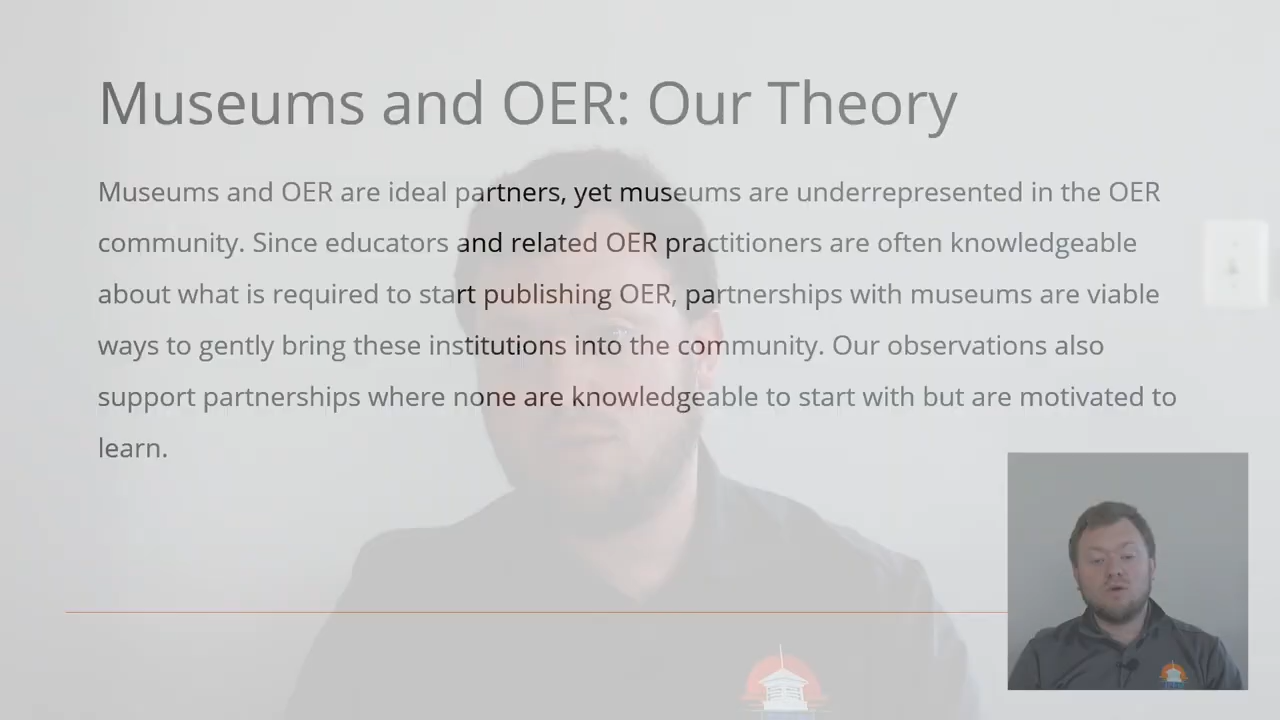 Museums and OER: Our Theory
Museums and OER are ideal partners, yet museums are underrepresented in the OER
community. Since educators and related OER practitioners are often knowledgeable
about what is required to start publishing OER, partnerships with museums are viable
ways to gently bring these institutions into the community. Our observations also
support partnerships where none are knowledgeable to start with but are motivated to
learn.